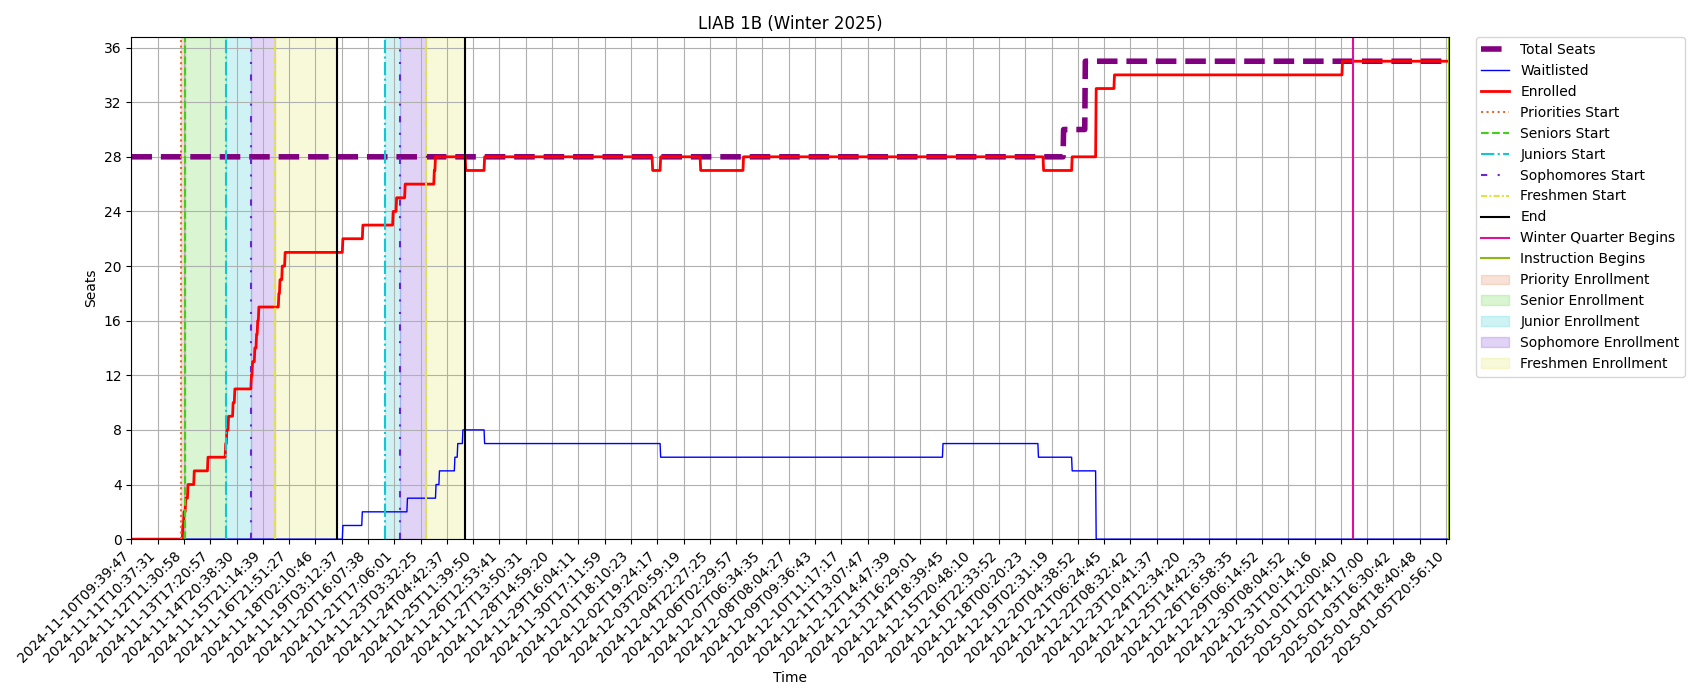 LIAB 1B (Winter 2025)
36
32
28
24
20
16
12
8
4
0
Seats
2024-11-10T09:39:47
2024-11-11T10:37:31
2024-11-12T11:30:58
2024-11-13T17:20:57
2024-11-14T20:38:30
2024-11-15T21:14:39
2024-11-16T21:51:27
2024-11-18T02:10:46
2024-11-19T03:12:37
2024-11-20T16:07:38
2024-11-21T17:06:01
2024-11-23T03:32:25
2024-11-24T04:42:37
2024-11-25T11:39:50
2024-11-26T12:53:41
2024-11-27T13:50:31
2024-11-28T14:59:20
2024-11-29T16:04:11
2024-11-30T17:11:59
2024-12-01T18:10:23
2024-12-02T19:24:17
2024-12-03T20:59:19
2024-12-04T22:27:25
2024-12-06T02:29:57
2024-12-07T06:34:35
2024-12-08T08:04:27
2024-12-09T09:36:43
2024-12-10T11:17:17
2024-12-11T13:07:47
2024-12-12T14:47:39
2024-12-13T16:29:01
2024-12-14T18:39:45
2024-12-15T20:48:10
2024-12-16T22:33:52
2024-12-18T00:20:23
2024-12-19T02:31:19
2024-12-20T04:38:52
2024-12-21T06:24:45
2024-12-22T08:32:42
2024-12-23T10:41:37
2024-12-24T12:34:20
2024-12-25T14:42:33
2024-12-26T16:58:35
2024-12-29T06:14:52
2024-12-30T08:04:52
2024-12-31T10:14:16
2025-01-01T12:00:40
2025-01-02T14:17:00
2025-01-03T16:30:42
2025-01-04T18:40:48
2025-01-05T20:56:10
Time
Total Seats
Waitlisted
Enrolled
Priorities Start
Seniors Start
Juniors Start
Sophomores Start
Freshmen Start
End
Winter Quarter Begins
Instruction Begins
Priority Enrollment
Senior Enrollment
Junior Enrollment
Sophomore Enrollment
Freshmen Enrollment